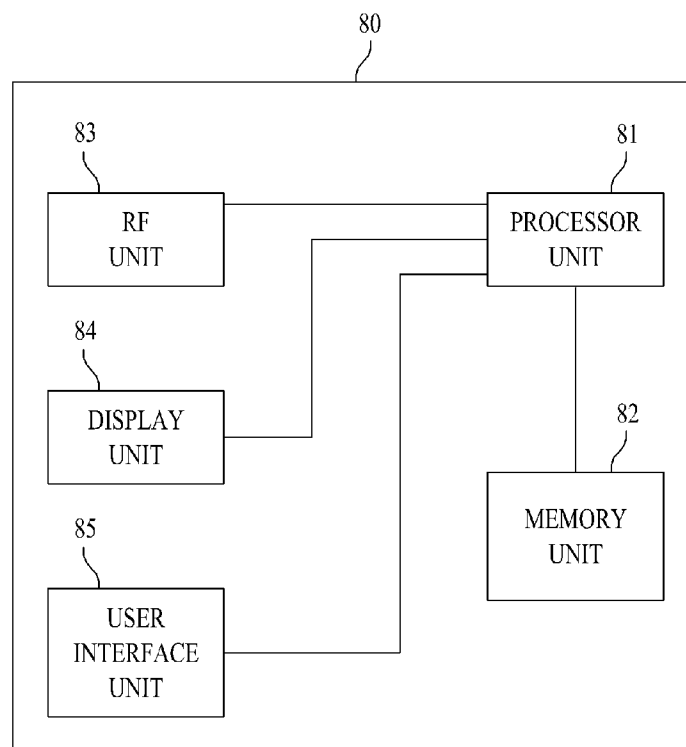 80
83
RF
UNIT
81
PROCESSOR
UNIT
84
DISPLAY
UNIT
82
MEMORY
UNIT
85
USER
INTERFACE
UNIT